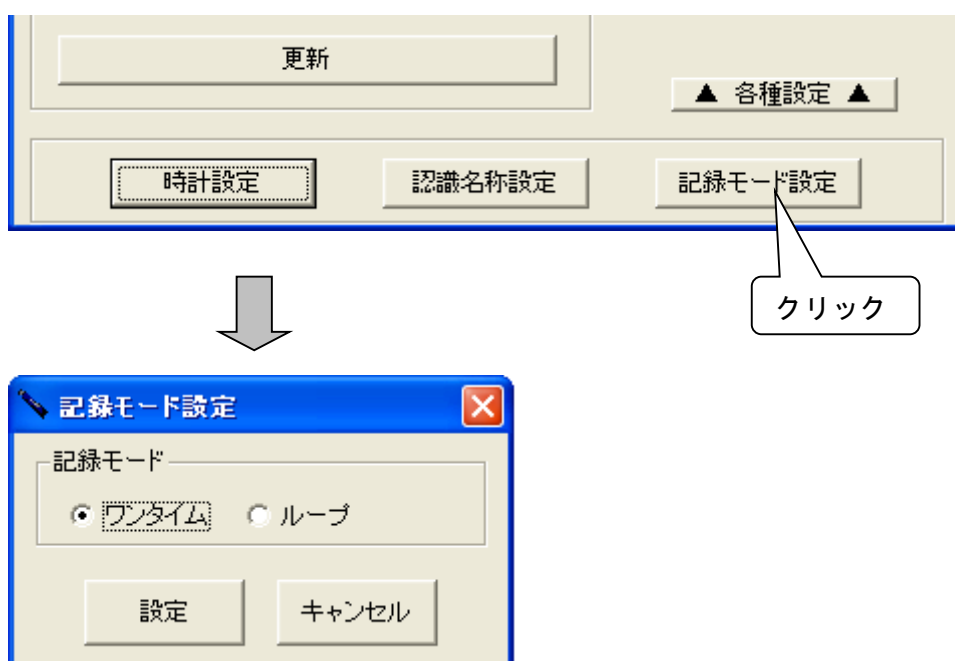 更新
▲ 各種設定 ▲
時計設定 認識名称設定 記録モード設定
クリック
記録モード設定
記録モード
ワンタイム ループ
設定 キャンセル